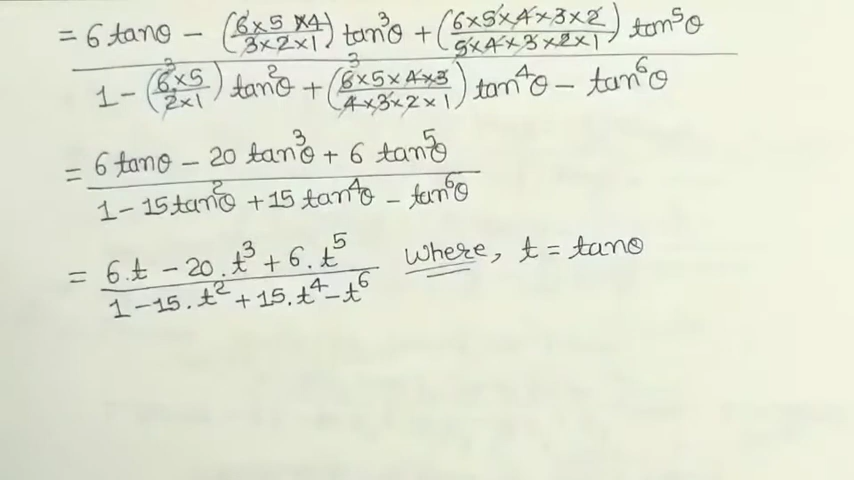 = 6 tanθ − (6×5×4/3×2×1) tan³θ + (6×5×4×3×2/5×4×3×2×1) tan⁵θ
1 − (6×5/2×1) tan²θ + (6×5×4×3/4×3×2×1) tan⁴θ − tan⁶θ
= 6 tanθ − 20 tan³θ + 6 tan⁵θ
1 − 15 tan²θ + 15 tan⁴θ − tan⁶θ
= 6.t − 20.t³ + 6.t⁵ where, t = tanθ
1 − 15.t² + 15.t⁴ − t⁶